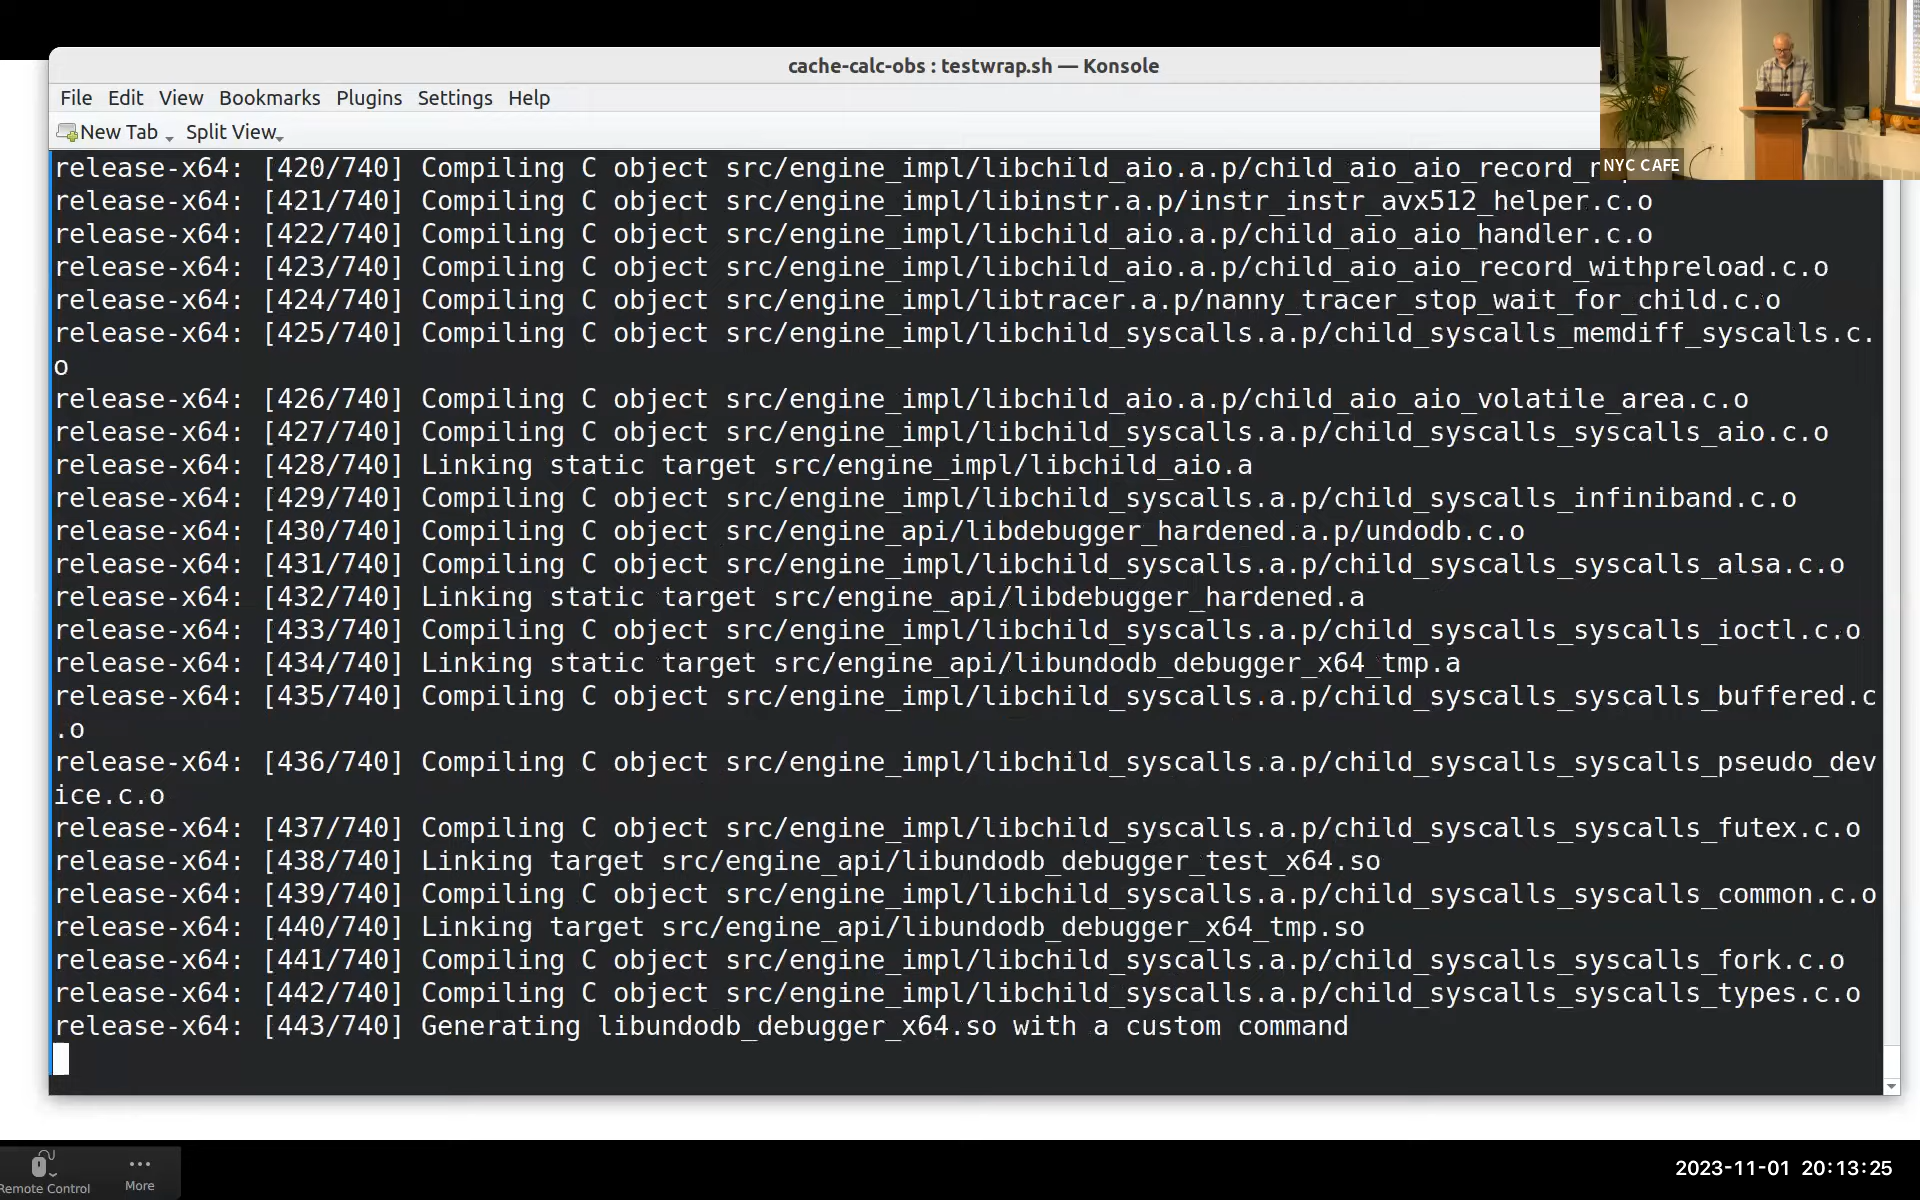 cache-calc-obs : testwrap.sh — Konsole
File Edit View Bookmarks Plugins Settings Help
New Tab Split View
NYC CAFE
release-x64: [420/740] Compiling C object src/engine_impl/libchild_aio.a.p/child_aio_aio_record_
release-x64: [421/740] Compiling C object src/engine_impl/libinstr.a.p/instr_instr_avx512_helper.c.o
release-x64: [422/740] Compiling C object src/engine_impl/libchild_aio.a.p/child_aio_aio_handler.c.o
release-x64: [423/740] Compiling C object src/engine_impl/libchild_aio.a.p/child_aio_aio_record_withpreload.c.o
release-x64: [424/740] Compiling C object src/engine_impl/libtracer.a.p/nanny_tracer_stop_wait_for_child.c.o
release-x64: [425/740] Compiling C object src/engine_impl/libchild_syscalls.a.p/child_syscalls_memdiff_syscalls.c.
o
release-x64: [426/740] Compiling C object src/engine_impl/libchild_aio.a.p/child_aio_aio_volatile_area.c.o
release-x64: [427/740] Compiling C object src/engine_impl/libchild_syscalls.a.p/child_syscalls_syscalls_aio.c.o
release-x64: [428/740] Linking static target src/engine_impl/libchild_aio.a
release-x64: [429/740] Compiling C object src/engine_impl/libchild_syscalls.a.p/child_syscalls_infiniband.c.o
release-x64: [430/740] Compiling C object src/engine_api/libdebugger_hardened.a.p/undodb.c.o
release-x64: [431/740] Compiling C object src/engine_impl/libchild_syscalls.a.p/child_syscalls_syscalls_alsa.c.o
release-x64: [432/740] Linking static target src/engine_api/libdebugger_hardened.a
release-x64: [433/740] Compiling C object src/engine_impl/libchild_syscalls.a.p/child_syscalls_syscalls_ioctl.c.o
release-x64: [434/740] Linking static target src/engine_api/libundodb_debugger_x64_tmp.a
release-x64: [435/740] Compiling C object src/engine_impl/libchild_syscalls.a.p/child_syscalls_syscalls_buffered.c
.o
release-x64: [436/740] Compiling C object src/engine_impl/libchild_syscalls.a.p/child_syscalls_syscalls_pseudo_dev
ice.c.o
release-x64: [437/740] Compiling C object src/engine_impl/libchild_syscalls.a.p/child_syscalls_syscalls_futex.c.o
release-x64: [438/740] Linking target src/engine_api/libundodb_debugger_test_x64.so
release-x64: [439/740] Compiling C object src/engine_impl/libchild_syscalls.a.p/child_syscalls_syscalls_common.c.o
release-x64: [440/740] Linking target src/engine_api/libundodb_debugger_x64_tmp.so
release-x64: [441/740] Compiling C object src/engine_impl/libchild_syscalls.a.p/child_syscalls_syscalls_fork.c.o
release-x64: [442/740] Compiling C object src/engine_impl/libchild_syscalls.a.p/child_syscalls_syscalls_types.c.o
release-x64: [443/740] Generating libundodb_debugger_x64.so with a custom command
Remote Control
More
2023-11-01 20:13:25